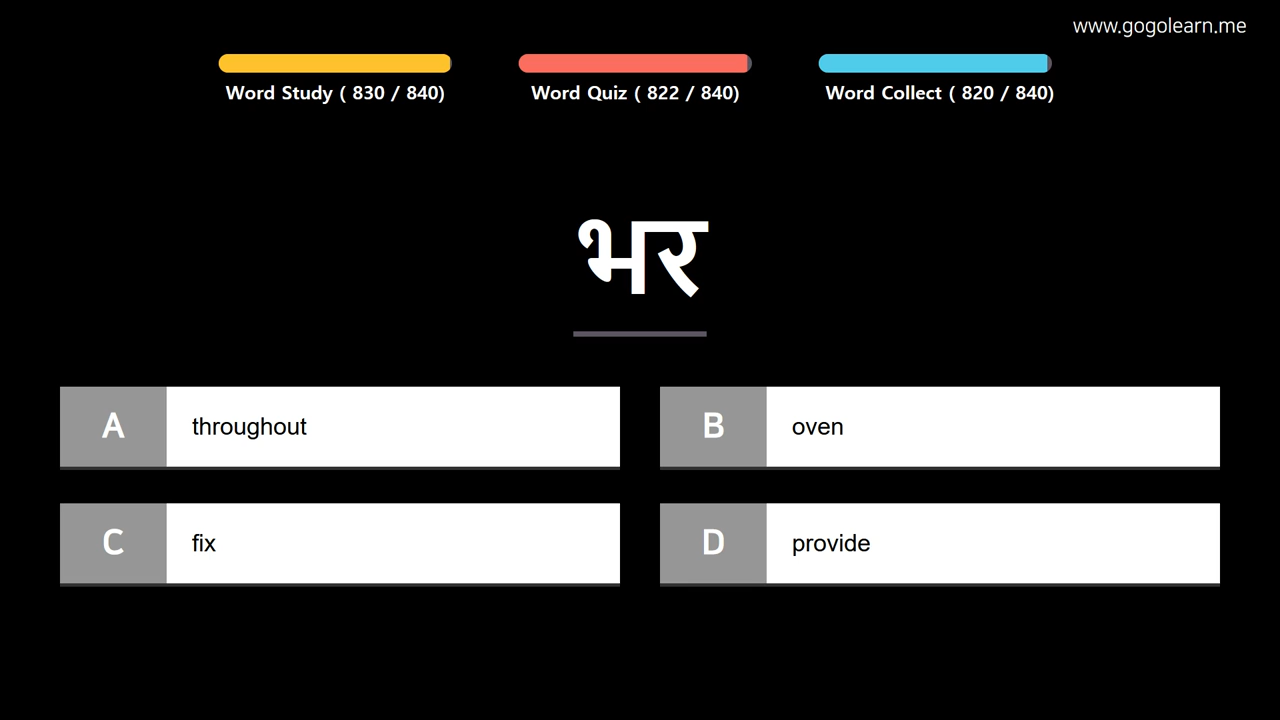 www.gogolearn.me
Word Study ( 830 / 840)
Word Quiz ( 822 / 840)
Word Collect ( 820 / 840)
भर
A throughout
B oven
C fix
D provide